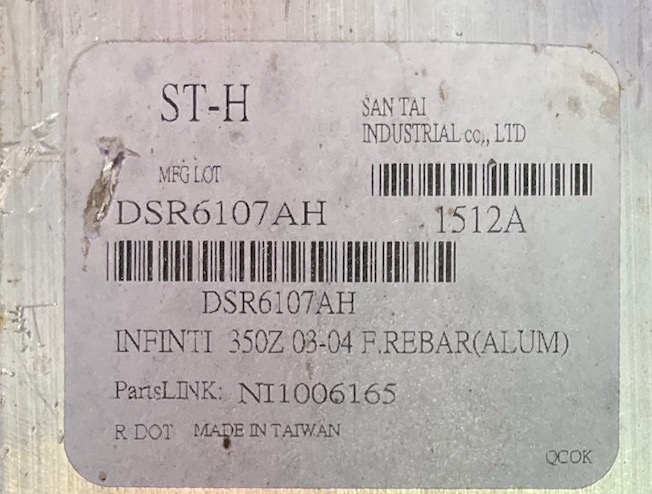 ST-H
SAN TAI
INDUSTRIAL co,., LTD
MFG LOT
DSR6107AH
1512A
DSR6107AH
INFINTI 350Z 03-04 F.REBAR(ALUM)
PartsLINK: NI1006165
R DOT MADE IN TAIWAN
QCOK